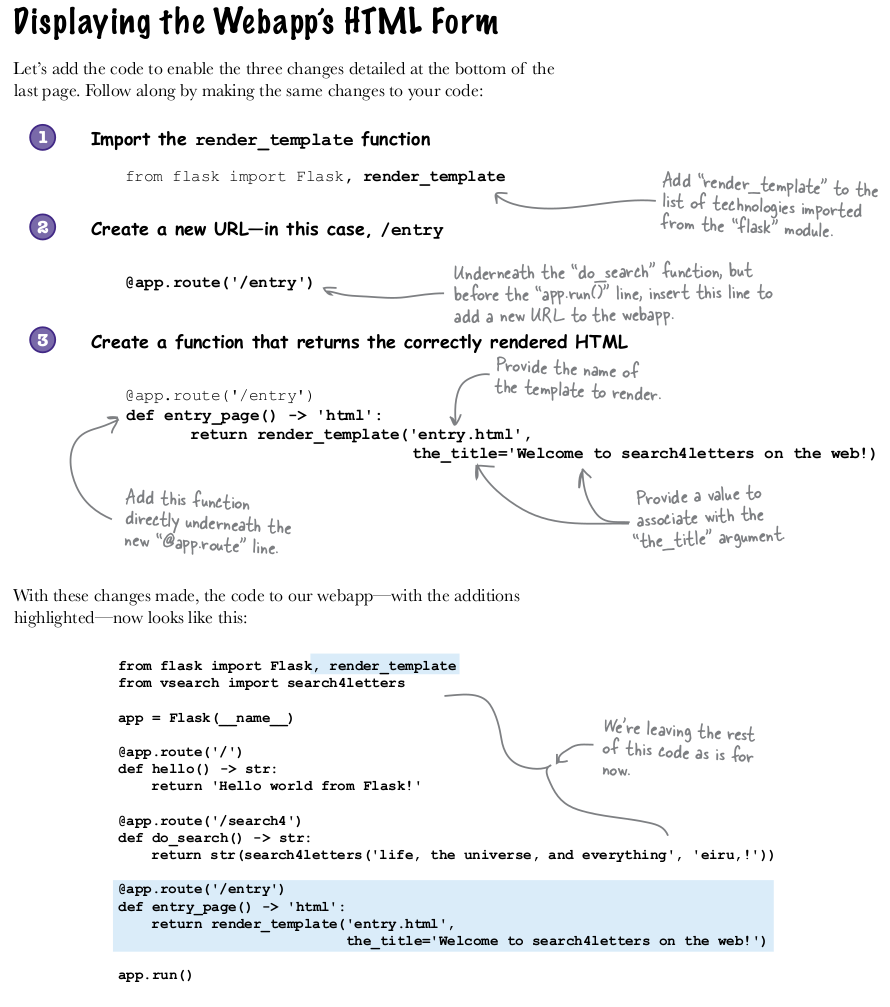 Displaying the Webapp's HTML Form
Let's add the code to enable the three changes detailed at the bottom of the
last page. Follow along by making the same changes to your code:
1 Import the render_template function
from flask import Flask, render_template
Add "render_template" to the
list of technologies imported
from the "flask" module.
2 Create a new URL—in this case, /entry
@app.route('/entry')
Underneath the "do_search" function, but
before the "app.run()" line, insert this line to
add a new URL to the webapp.
3 Create a function that returns the correctly rendered HTML
Provide the name of
the template to render.
@app.route('/entry')
def entry_page() -> 'html':
return render_template('entry.html',
the_title='Welcome to search4letters on the web!)
Add this function
directly underneath the
new "@app.route" line.
Provide a value to
associate with the
"the_title" argument
With these changes made, the code to our webapp—with the additions
highlighted—now looks like this:
from flask import Flask, render_template
from vsearch import search4letters
app = Flask(__name__)
@app.route('/')
def hello() -> str:
return 'Hello world from Flask!'
We're leaving the rest
of this code as is for
now.
@app.route('/search4')
def do_search() -> str:
return str(search4letters('life, the universe, and everything', 'eiru,!'))
@app.route('/entry')
def entry_page() -> 'html':
return render_template('entry.html',
the_title='Welcome to search4letters on the web!')
app.run()